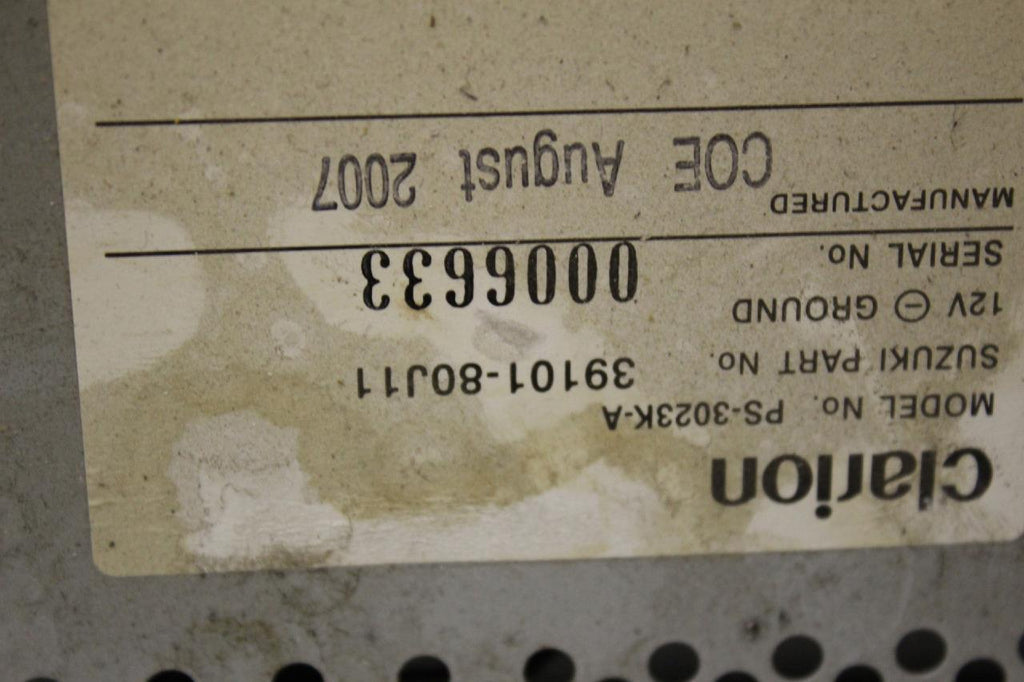 clarion
MODEL No. PS-3023K-A
SUZUKI PART No. 39101-80J11
12V ⊖ GROUND
SERIAL No. 0006633
MANUFACTURED COE August 2007